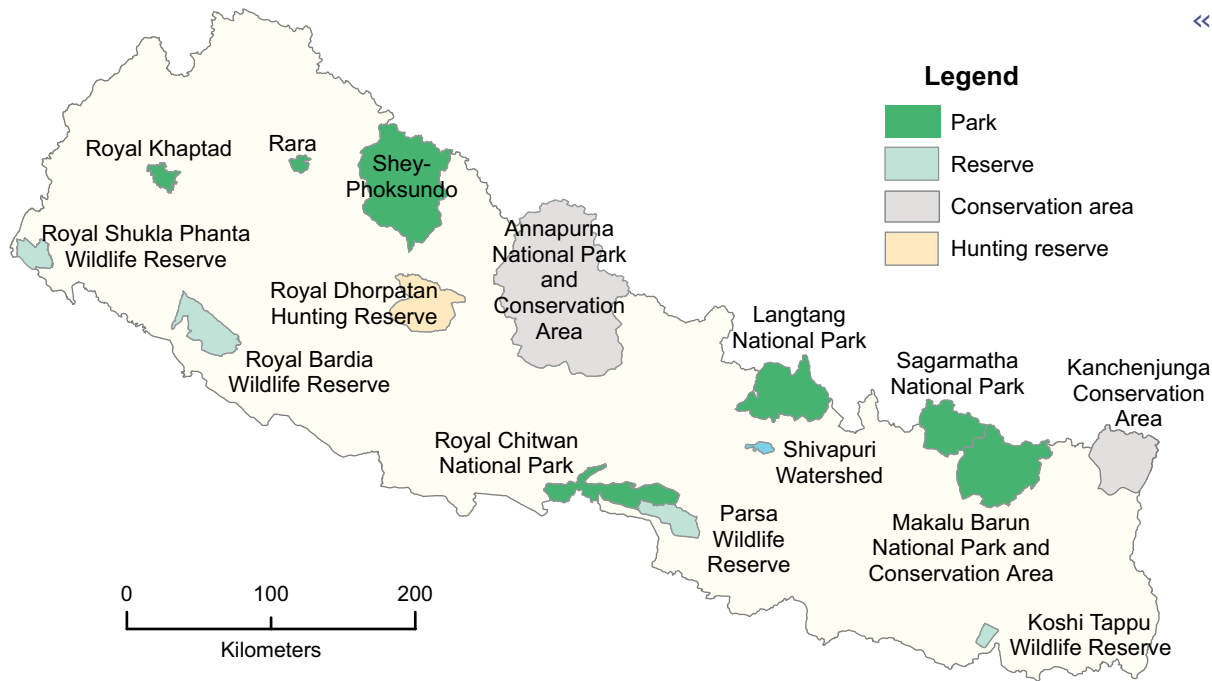 «
Legend
Park
Reserve
Conservation area
Hunting reserve
Royal Khaptad
Rara
Shey-
Phoksundo
Royal Shukla Phanta
Wildlife Reserve
Annapurna
National Park
and
Conservation
Area
Royal Dhorpatan
Hunting Reserve
Royal Bardia
Wildlife Reserve
Langtang
National Park
Sagarmatha
National Park
Kanchenjunga
Conservation
Area
Royal Chitwan
National Park
Shivapuri
Watershed
Parsa
Wildlife
Reserve
Makalu Barun
National Park and
Conservation Area
Koshi Tappu
Wildlife Reserve
0 100 200
Kilometers